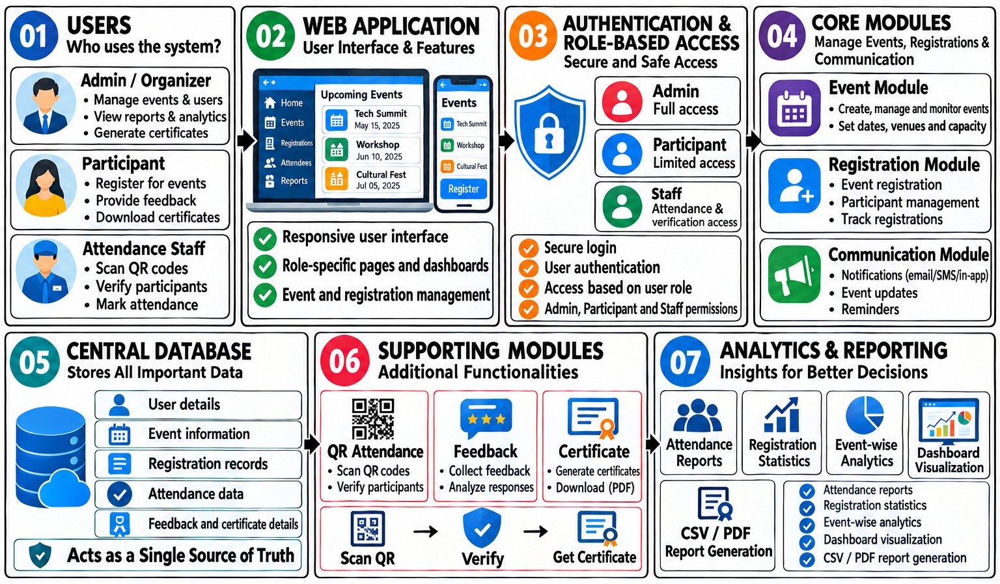 01
USERS
Who uses the system?
Admin / Organizer
• Manage events & users
• View reports & analytics
• Generate certificates
Participant
• Register for events
• Provide feedback
• Download certificates
Attendance Staff
• Scan QR codes
• Verify participants
• Mark attendance
02
WEB APPLICATION
User Interface & Features
Home
Events
Registrations
Attendees
Reports
Upcoming Events
Tech Summit
May 15, 2025
Workshop
Jun 10, 2025
Cultural Fest
Jul 05, 2025
Events
Tech Summit
Workshop
Cultural Fest
Register
Responsive user interface
Role-specific pages and dashboards
Event and registration management
03
AUTHENTICATION &
ROLE-BASED ACCESS
Secure and Safe Access
Admin
Full access
Participant
Limited access
Staff
Attendance &
verification access
Secure login
User authentication
Access based on user role
Admin, Participant and Staff permissions
04
CORE MODULES
Manage Events, Registrations &
Communication
Event Module
• Create, manage and monitor events
• Set dates, venues and capacity
Registration Module
• Event registration
• Participant management
• Track registrations
Communication Module
• Notifications (email/SMS/in-app)
• Event updates
• Reminders
05
CENTRAL DATABASE
Stores All Important Data
User details
Event information
Registration records
Attendance data
Feedback and certificate details
Acts as a Single Source of Truth
06
SUPPORTING MODULES
Additional Functionalities
QR Attendance
• Scan QR codes
• Verify participants
Feedback
• Collect feedback
• Analyze responses
Certificate
• Generate certificates
• Download (PDF)
Scan QR
Verify
Get Certificate
07
ANALYTICS & REPORTING
Insights for Better Decisions
Attendance
Reports
Registration
Statistics
Event-wise
Analytics
Dashboard
Visualization
CSV / PDF
Report Generation
Attendance reports
Registration statistics
Event-wise analytics
Dashboard visualization
CSV / PDF report generation